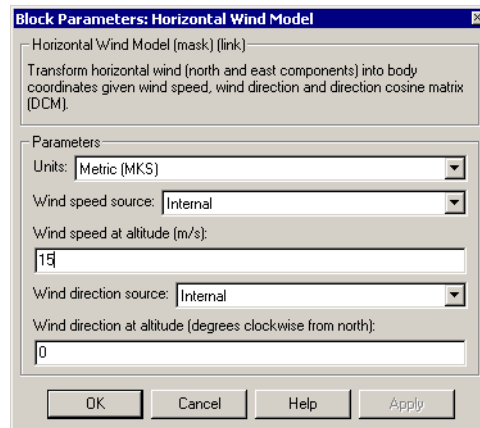 Block Parameters: Horizontal Wind Model
Horizontal Wind Model (mask) (link)
Transform horizontal wind (north and east components) into body
coordinates given wind speed, wind direction and direction cosine matrix
(DCM).
Parameters
Units: Metric (MKS)
Wind speed source: Internal
Wind speed at altitude (m/s):
15
Wind direction source: Internal
Wind direction at altitude (degrees clockwise from north):
0
OK Cancel Help Apply